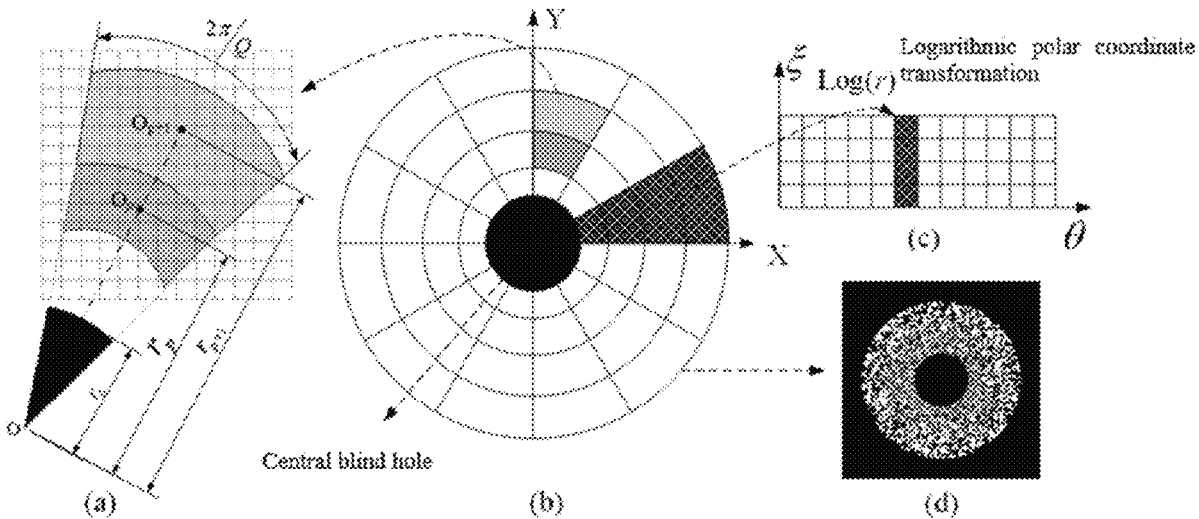 2π/Q
O
Y
X
Central blind hole
ξ
Log(r)
Logarithmic polar coordinate
transformation
θ
(a)
(b)
(c)
(d)